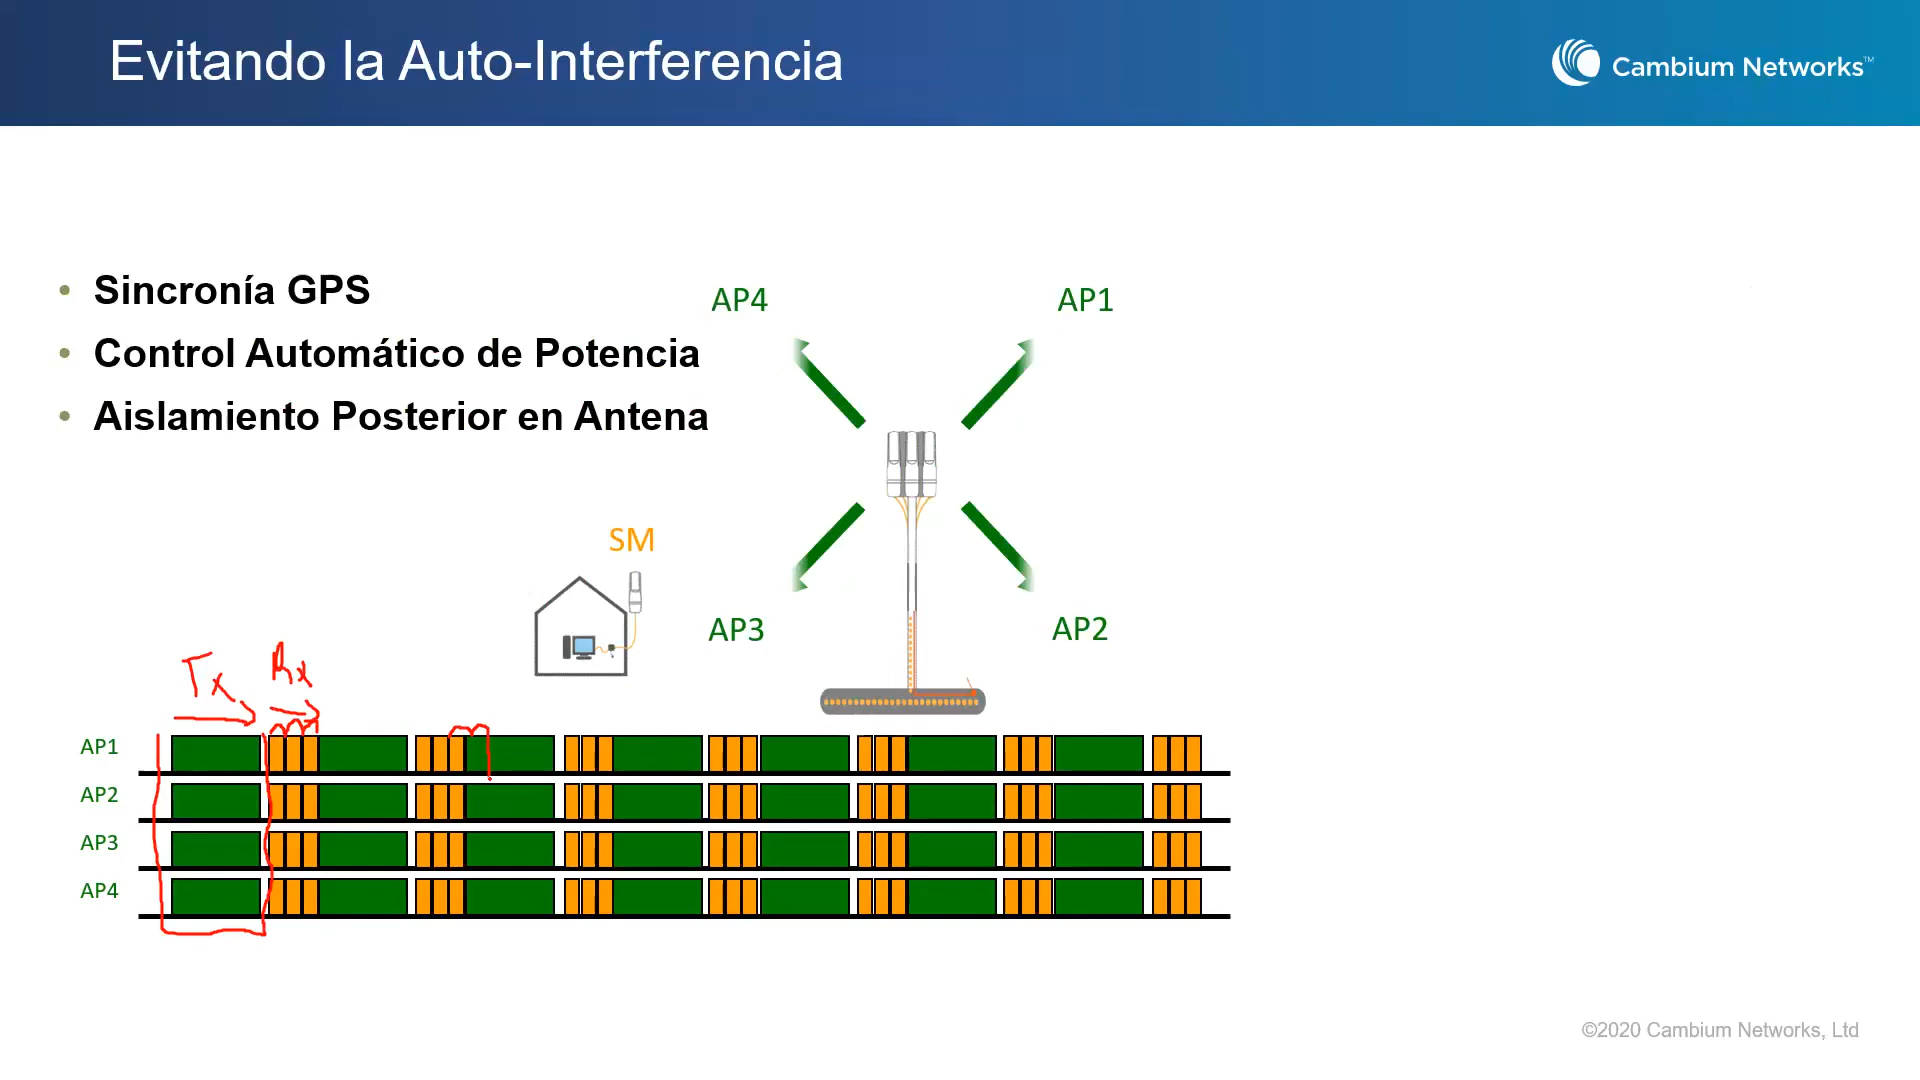 Evitando la Auto-Interferencia
Cambium Networks™
• Sincronía GPS
• Control Automático de Potencia
• Aislamiento Posterior en Antena
AP4
AP1
SM
AP3
AP2
Tx
Rx
AP1
AP2
AP3
AP4
©2020 Cambium Networks, Ltd